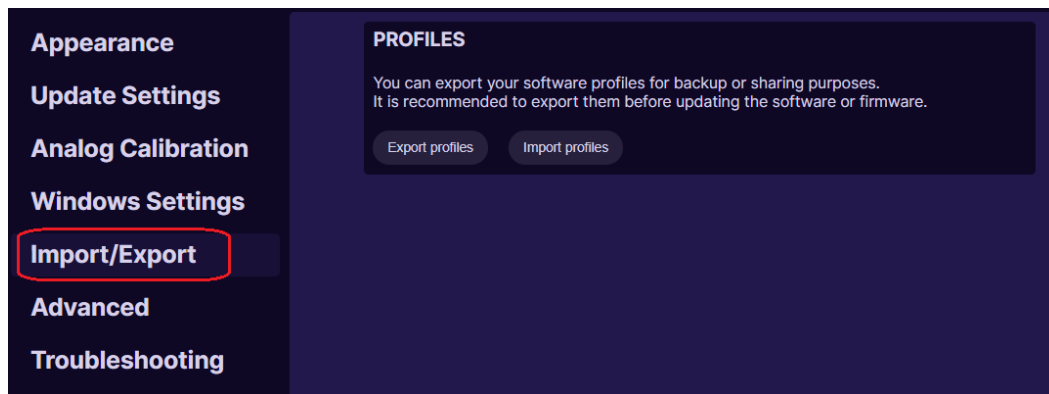 Appearance
Update Settings
Analog Calibration
Windows Settings
Import/Export
Advanced
Troubleshooting
PROFILES
You can export your software profiles for backup or sharing purposes.
It is recommended to export them before updating the software or firmware.
Export profiles
Import profiles